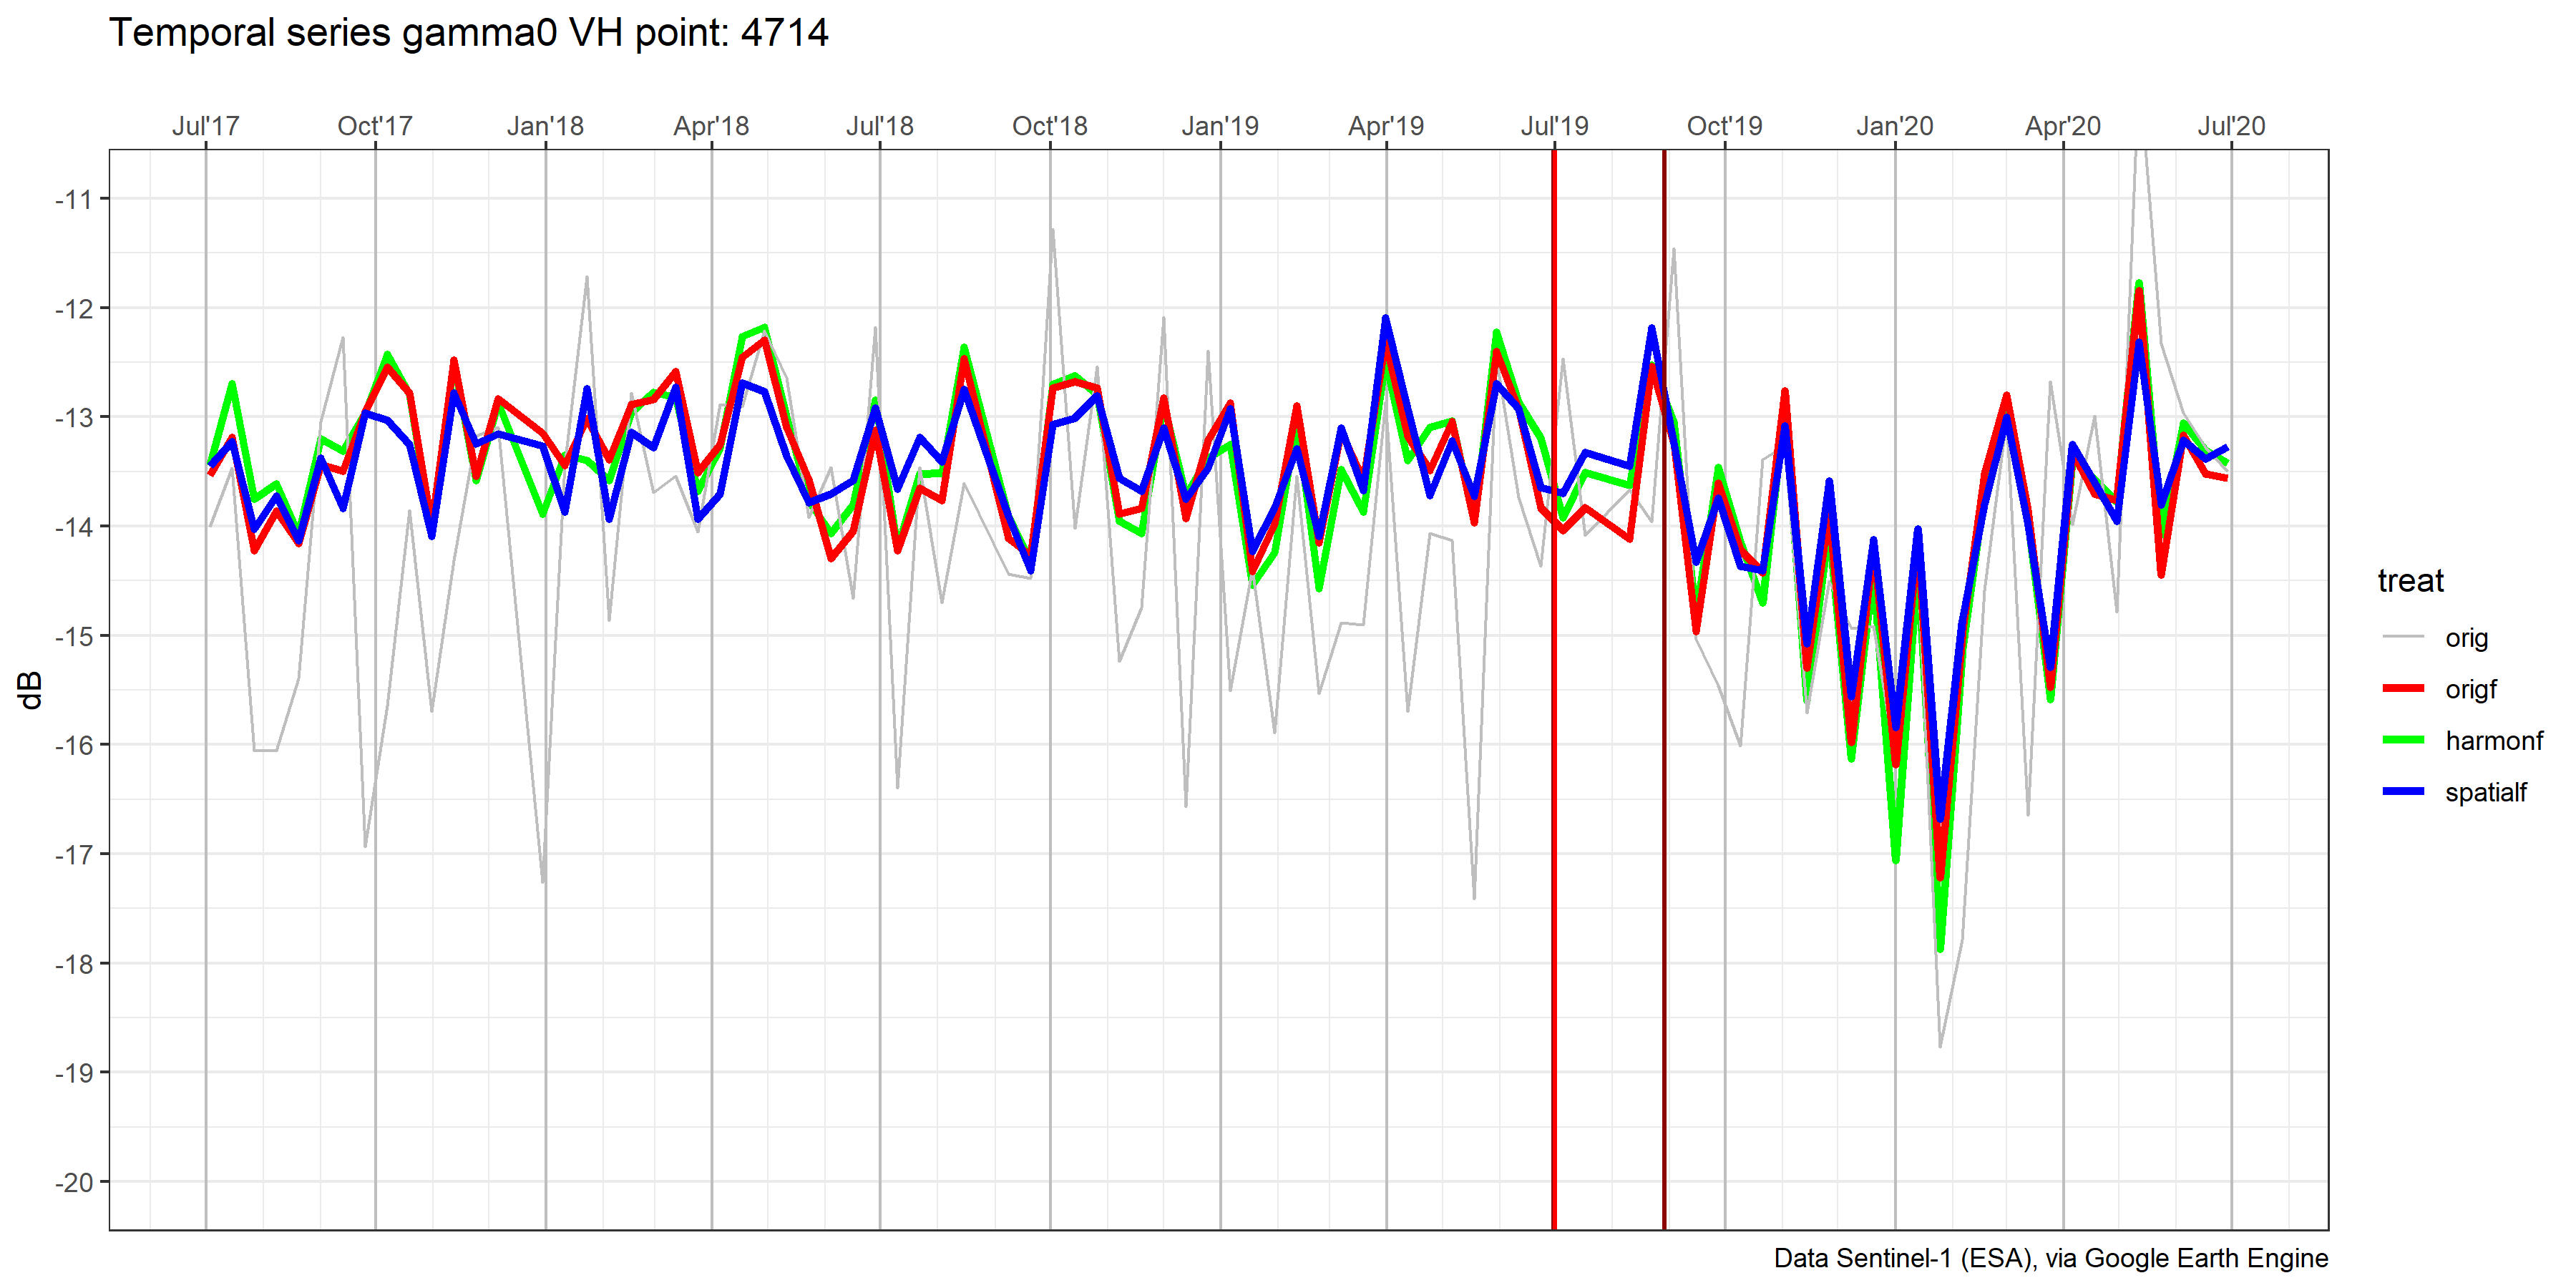 Temporal series gamma0 VH point: 4714
Jul'17 Oct'17 Jan'18 Apr'18 Jul'18 Oct'18 Jan'19 Apr'19 Jul'19 Oct'19 Jan'20 Apr'20 Jul'20
-11
-12
-13
-14
-15
-16
-17
-18
-19
-20
dB
treat
orig
origf
harmonf
spatialf
Data Sentinel-1 (ESA), via Google Earth Engine